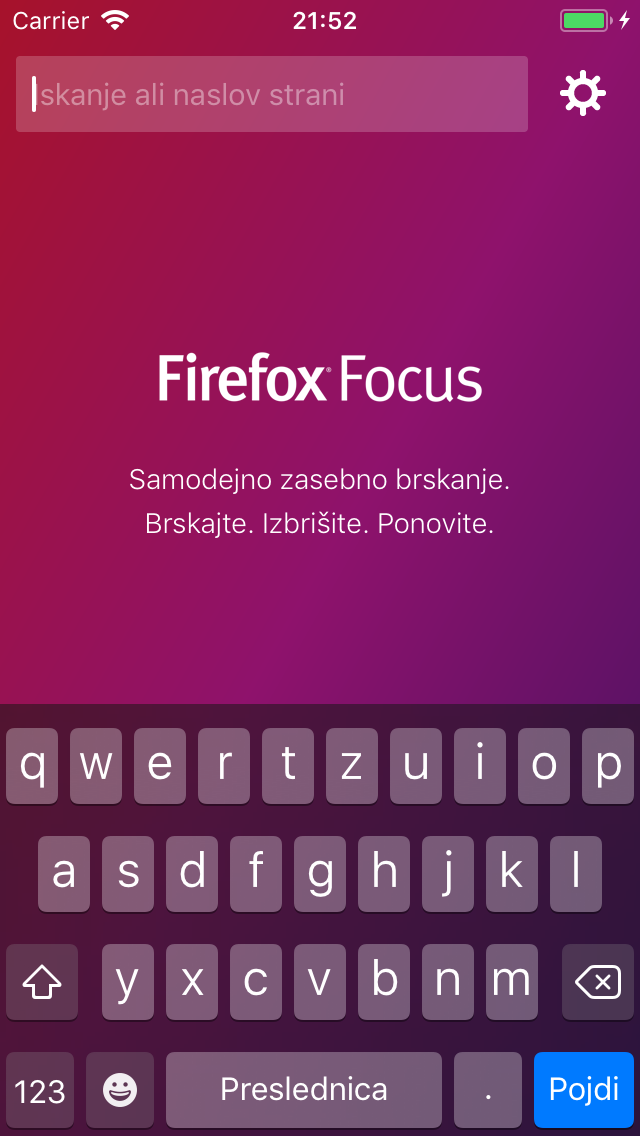 Carrier 21:52
Iskanje ali naslov strani
Firefox® Focus
Samodejno zasebno brskanje.
Brskajte. Izbrišite. Ponovite.
q w e r t z u i o p
a s d f g h j k l
y x c v b n m
123 Preslednica . Pojdi